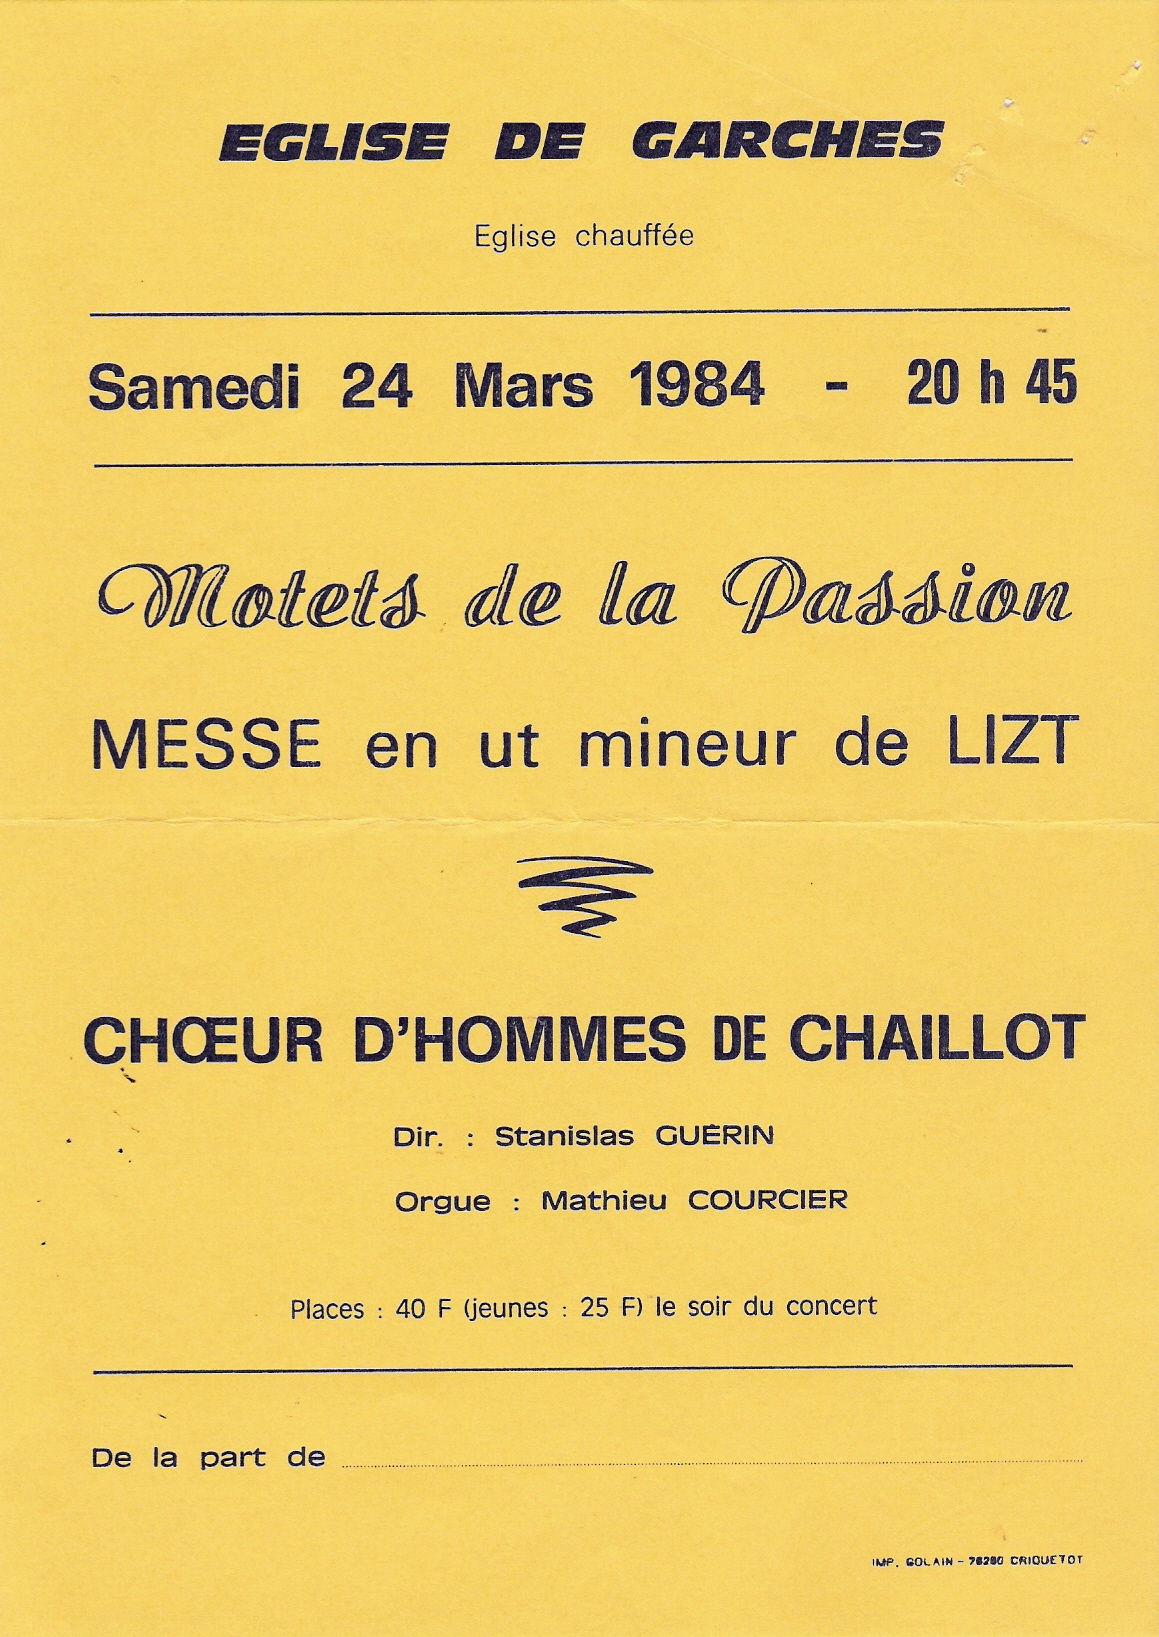 EGLISE DE GARCHES
Eglise chauffée
Samedi 24 Mars 1984 - 20 h 45
Motets de la Passion
MESSE en ut mineur de LIZT
CHŒUR D'HOMMES DE CHAILLOT
Dir. : Stanislas GUÉRIN
Orgue : Mathieu COURCIER
Places : 40 F (jeunes : 25 F) le soir du concert
De la part de
IMP. GOLAIN - 76280 CRIQUETOT